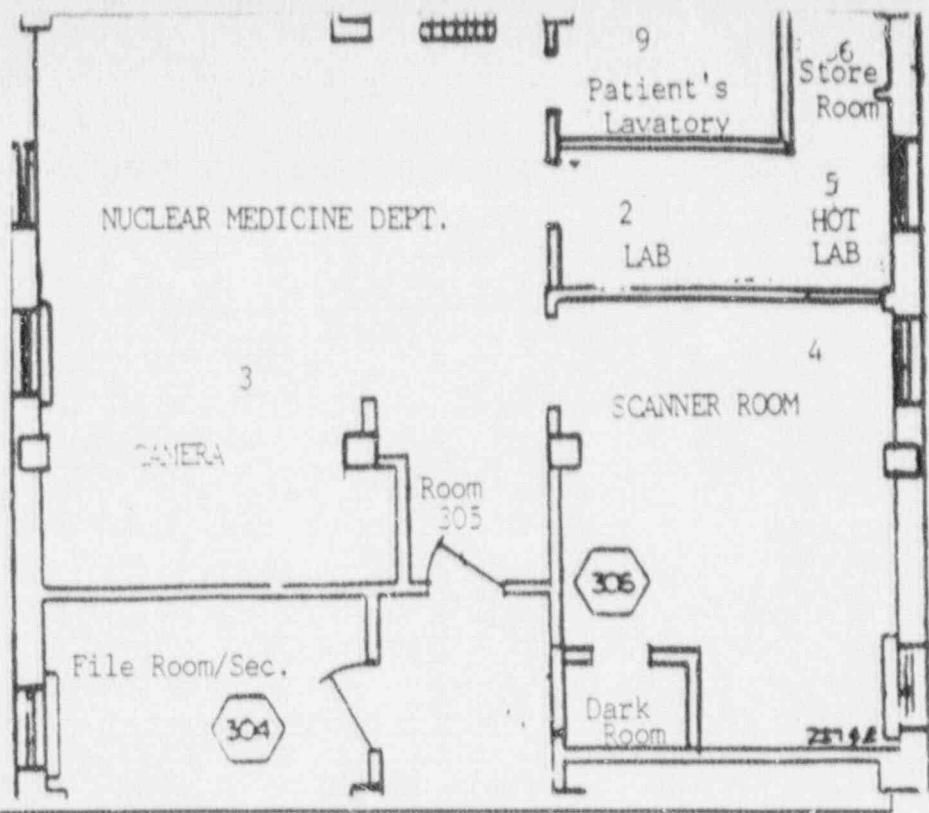 9
Patient's
Lavatory
6
Store
Room
NUCLEAR MEDICINE DEPT.
2
LAB
5
HOT
LAB
3
CAMERA
4
SCANNER ROOM
Room
305
306
File Room/Sec.
304
Dark
Room